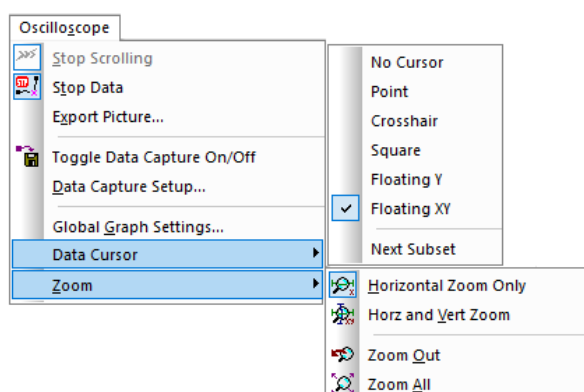 Oscilloscope
Stop Scrolling
Stop Data
Export Picture...
Toggle Data Capture On/Off
Data Capture Setup...
Global Graph Settings...
Data Cursor
Zoom
No Cursor
Point
Crosshair
Square
Floating Y
Floating XY
Next Subset
Horizontal Zoom Only
Horz and Vert Zoom
Zoom Out
Zoom All